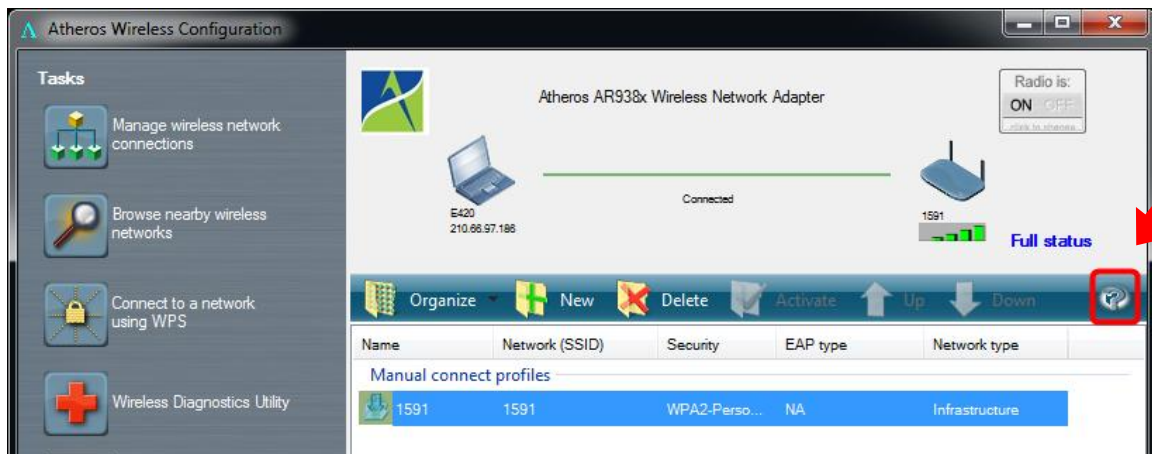 Atheros Wireless Configuration
Tasks
Manage wireless network
connections
Browse nearby wireless
networks
Connect to a network
using WPS
Wireless Diagnostics Utility
Atheros AR938x Wireless Network Adapter
Radio is:
ON OFF
click to change
Connected
E420
210.66.97.186
1591
Full status
Organize New Delete Activate Up Down
Name Network (SSID) Security EAP type Network type
Manual connect profiles
1591 1591 WPA2-Perso... NA Infrastructure